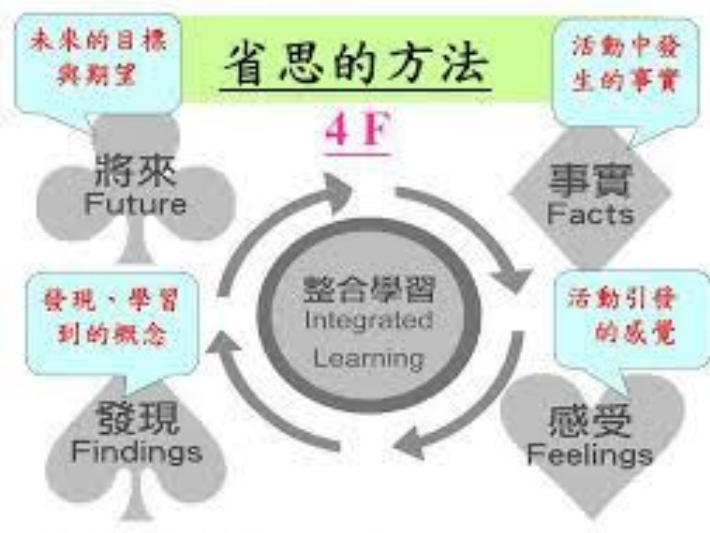 省思的方法
4 F
未來的目標
與期望
將來
Future
活動中發
生的事實
事實
Facts
整合學習
Integrated
Learning
發現、學習
到的概念
發現
Findings
活動引發
的感覺
感受
Feelings